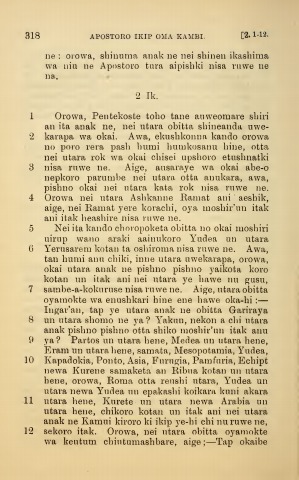 318 APOSTORO IKIP OMA KAMBI. [2. 1-12.
ne : orowa, shinuma anak ne nei shinen ikashima
wa nin ne Apostoro tura aipishki nisa ruwe ne
na,
2 Ik.
1 Orowa, Pentekoste toho tane auweomare shiri
an ita anak ne, nei utara obitta shineanda uwe-
2 karapa wa okai. Awa, ekushkonna kando orowa
no poro rera pash humi humkosanu hine, otta
nei utara rok wa okai chisei upshoro etushnatki
3 nisa ruwe ne. Aige, ausaraye wa okai abe-o
nepkoro parumbe nei utara otta anukara, awa,
pishno okai nei utara kata rok nisa ruwe ne.
4 Orowa nei utara Ashkanne Ramat ani aeshik,
aige, nei Ramat yere korachi, oya moshir'un itak
ani itak heashire nisa ruwe ne.
5 Nei ita kando choropoketa obitta no okai moshiri
uirup wano araki aainukoro Yudea un utara
6 Yerusarem kotan ta oshiroma nisa ruwe ne. Awa,
tan humi anu chiki, inne utara uwekarapa, orowa,
okai utara anak ne pishno pishno yaikota koro
kotan un itak ani nei utara ye hawe nu gusu,
7 sambe-a-kokuruse nisa ruwe ne. Aige, utara obitta
oyamokte wa enushkari hine ene hawe oka-hi :—
Ingar'an, tap ye utara anak ne obitta Gariraya
8 un utara shomo ne ya? Yakun, nekon a chi utara
anak pishno pishno otta shiko moshir'un itak anu
9 ya? Partos un utara hene, Medea un utara hene,
Eram un utara hene, samata, Mesopotamia, Yudea,
10 Kapadokia, Ponto, Asia, Furugia, Pamfuria, Echipt
newa Kurene samaketa an Ribua kotan un utara
hene, orowa, Roma otta reushi utara, Yudea un
utara newa Yudea un epakashi koikara kuni akara
11 utara hene, Kurete un utara newa Arabia un
utara hene, chikoro kotan un itak ani nei utara
anak ne Kamui kiroro ki ikip ye-hi chi nu ruwe ne,
12 sekoro itak. Orowa, nei utara obitta oyamokte
wa keutum chiutumashbare, aige ;—Tap okaibe